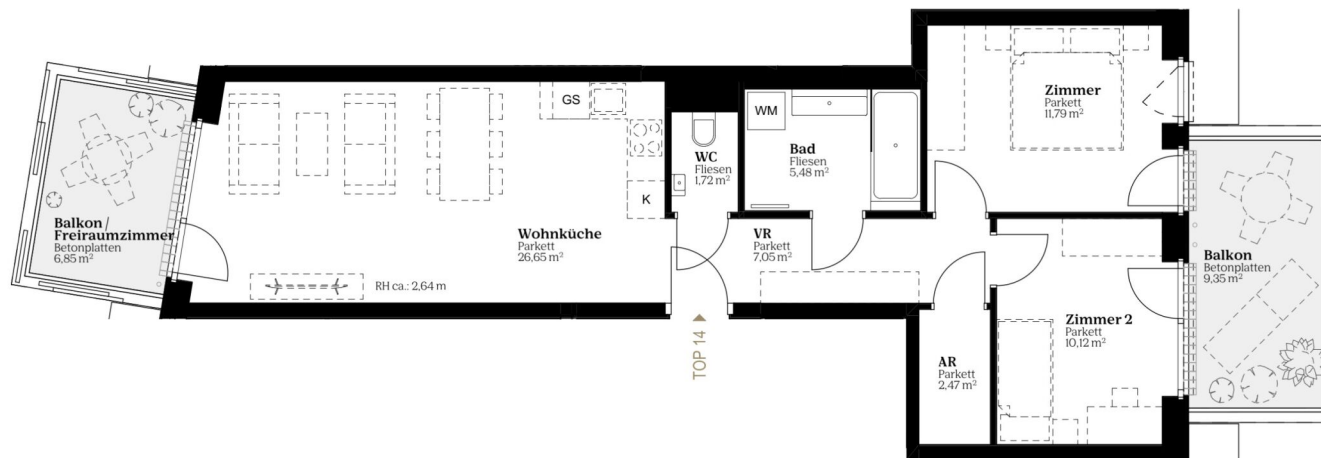 Balkon /
Freiraumzimmer
Betonplatten
6,85 m²
Wohnküche
Parkett
26,65 m²
RH ca.: 2,64 m
GS
K
WC
Fliesen
1,72 m²
WM
Bad
Fliesen
5,48 m²
VR
Parkett
7,05 m²
TOP 14
Zimmer
Parkett
11,79 m²
Zimmer 2
Parkett
10,12 m²
AR
Parkett
2,47 m²
Balkon
Betonplatten
9,35 m²